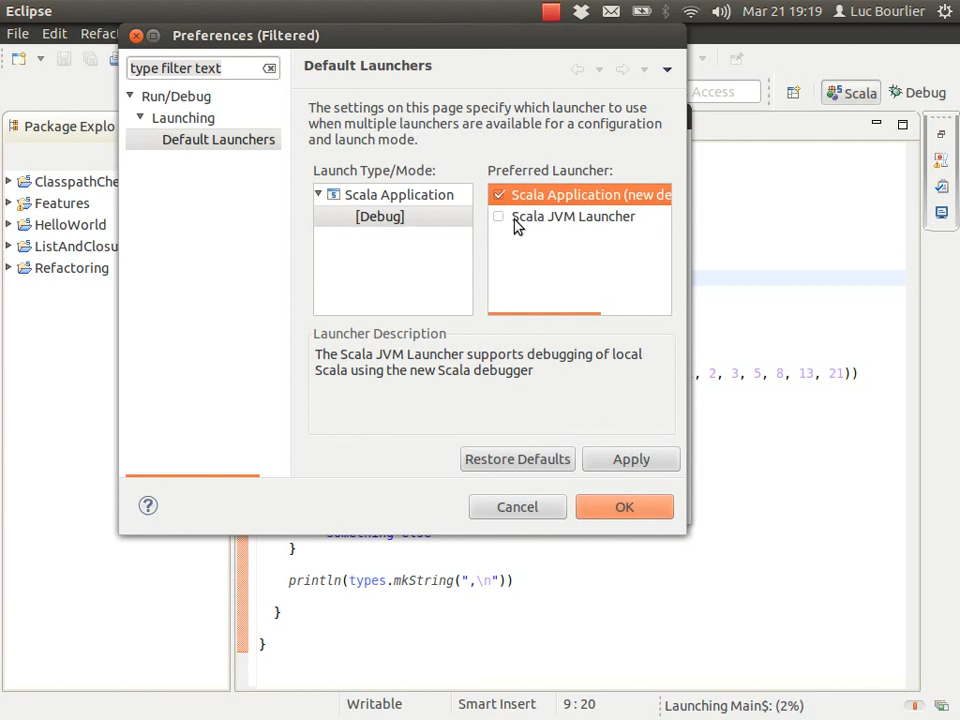 Eclipse
Mar 21 19:19
Luc Bourlier
File
Edit
Refac
Preferences (Filtered)
type filter text
Run/Debug
Launching
Default Launchers
Default Launchers
The settings on this page specify which launcher to use
when multiple launchers are available for a configuration
and launch mode.
Launch Type/Mode:
Preferred Launcher:
Scala Application
[Debug]
Scala Application (new de
Scala JVM Launcher
Launcher Description
The Scala JVM Launcher supports debugging of local
Scala using the new Scala debugger
Restore Defaults
Apply
Cancel
OK
Access
Scala
Debug
Package Explo
ClasspathChe
Features
HelloWorld
ListAndClosu
Refactoring
, 2, 3, 5, 8, 13, 21))
}
println(types.mkString(",\n"))
}
}
Writable
Smart Insert
9 : 20
Launching Main$: (2%)